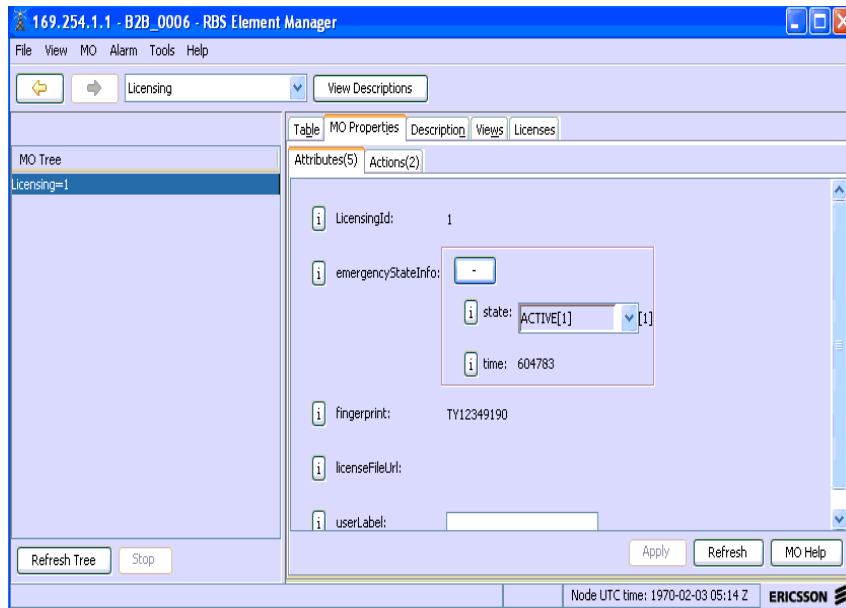 169.254.1.1 - B2B_0006 - RBS Element Manager
File View MO Alarm Tools Help
Licensing View Descriptions
Table MO Properties Description Views Licenses
MO Tree
Attributes(5) Actions(2)
Licensing=1
i LicensingId: 1
i emergencyStateInfo: -
i state: ACTIVE[1] [1]
i time: 604783
i fingerprint: TY12349190
i licenseFileUrl:
i userLabel:
Refresh Tree Stop
Apply Refresh MO Help
Node UTC time: 1970-02-03 05:14 Z ERICSSON